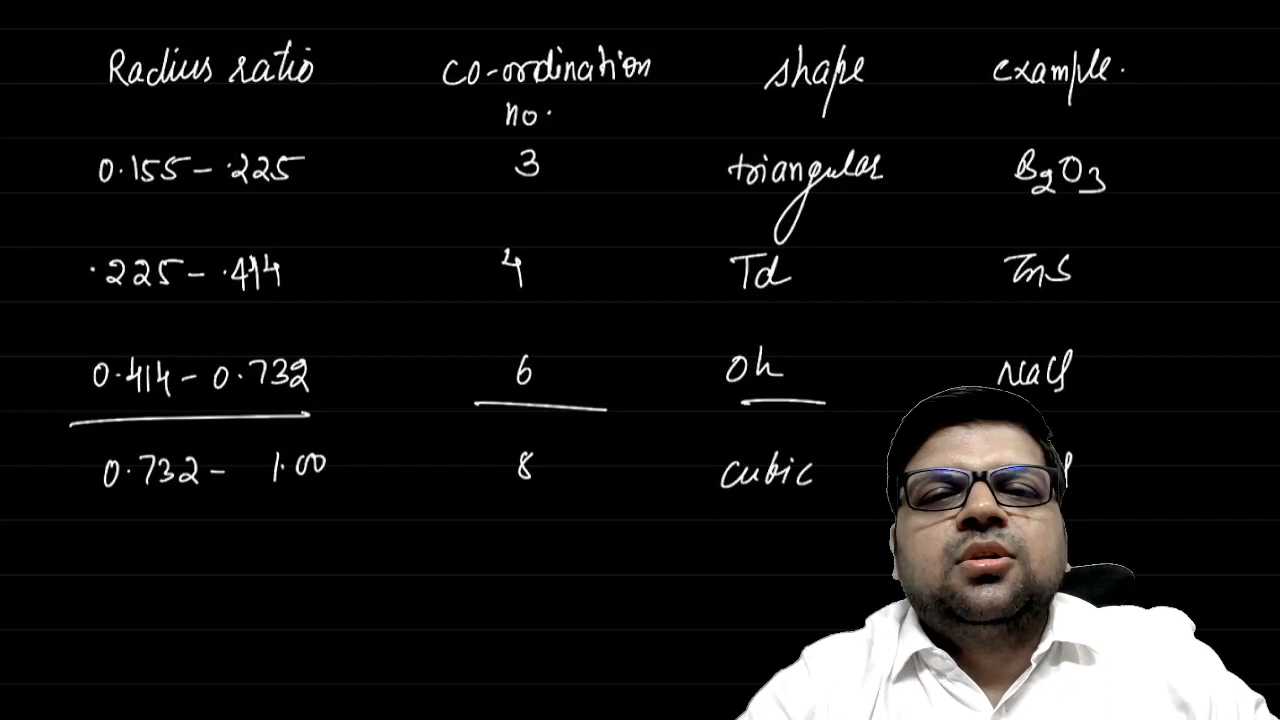 Radius ratio co-ordination no. shape example.
0.155 - .225 3 triangular B2O3
.225 - .414 4 Td ZnS
0.414 - 0.732 6 Oh NaCl
0.732 - 1.00 8 cubic